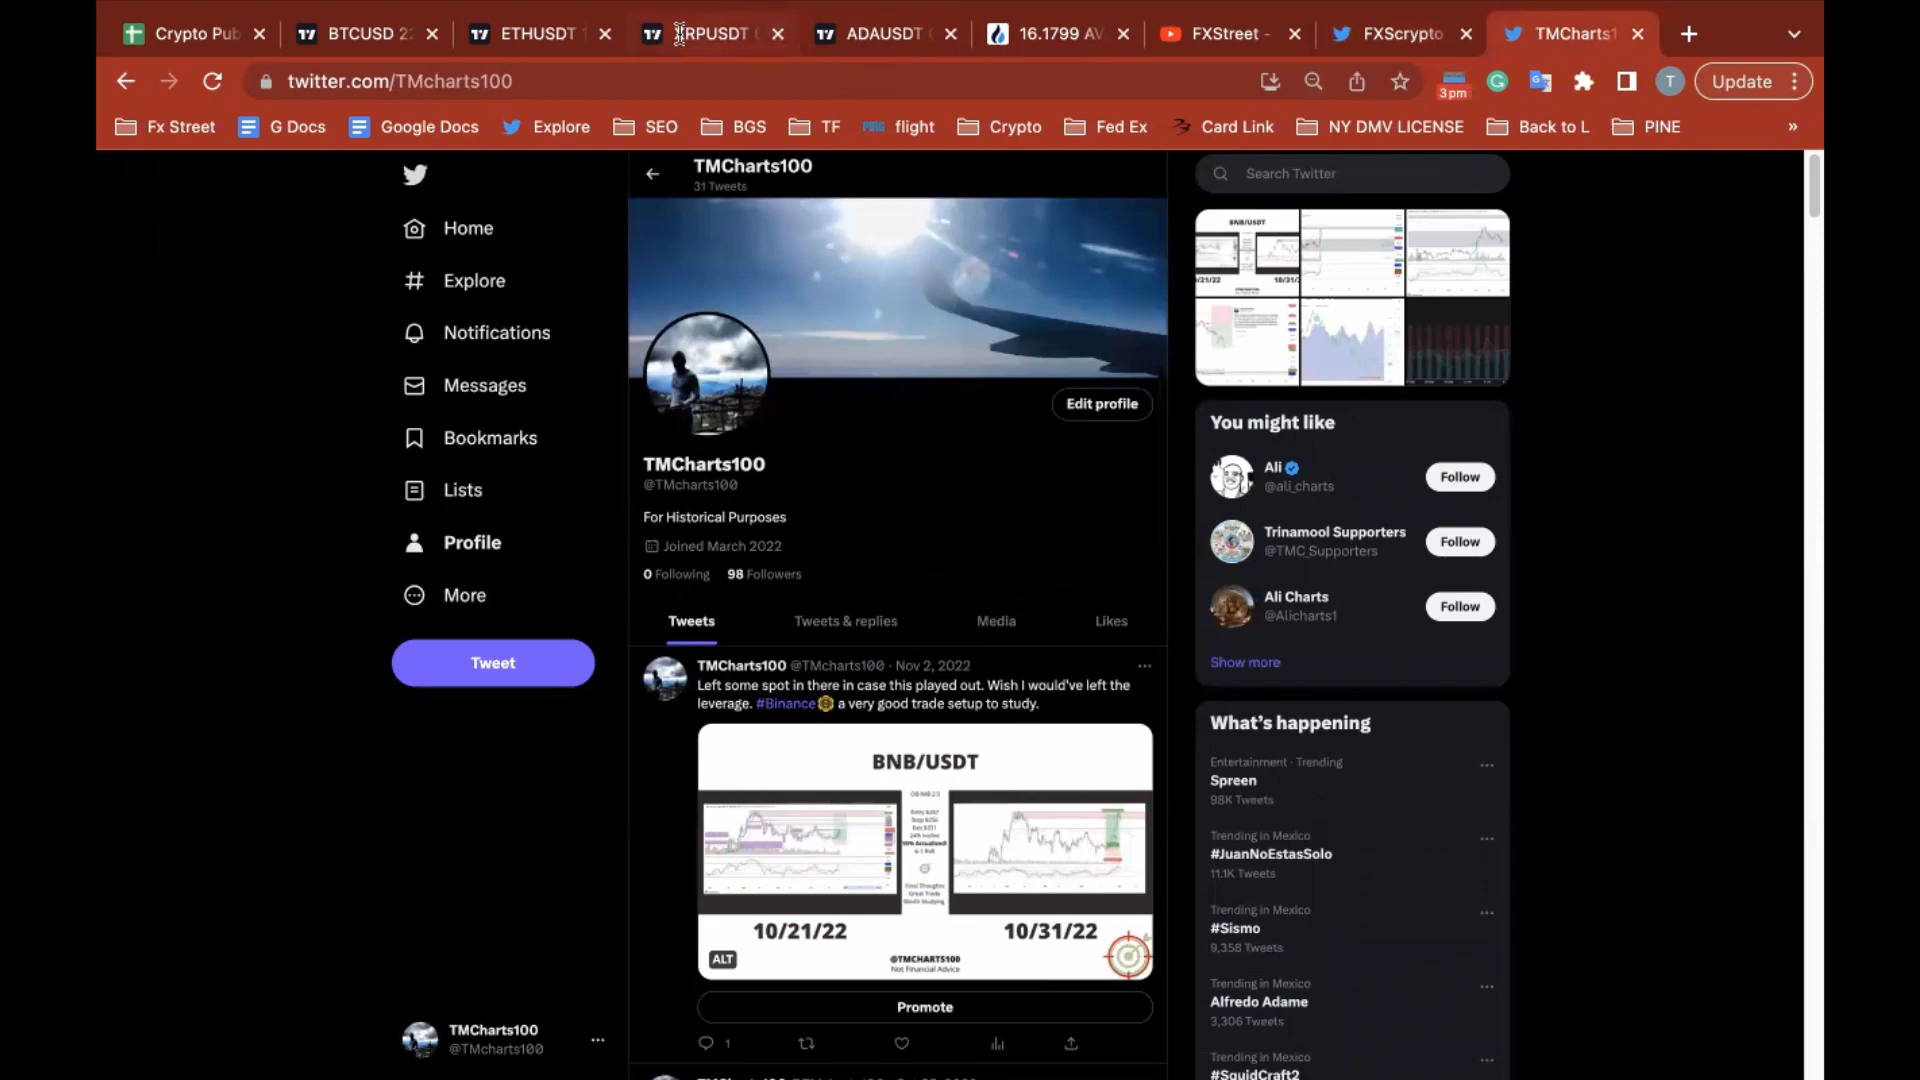 Crypto Pub
BTCUSD 22
ETHUSDT 1
XRPUSDT
ADAUSDT
16.1799 AV
FXStreet -
FXScrypto
TMCharts1
twitter.com/TMcharts100
3pm
T
Update
Fx Street
G Docs
Google Docs
Explore
SEO
BGS
TF
flight
Crypto
Fed Ex
Card Link
NY DMV LICENSE
Back to L
PINE
»
TMCharts100
31 Tweets
Search Twitter
Home
Explore
Notifications
Messages
Bookmarks
Lists
Profile
More
Tweet
Edit profile
TMCharts100
@TMcharts100
For Historical Purposes
Joined March 2022
0 Following 98 Followers
Tweets
Tweets & replies
Media
Likes
TMCharts100 @TMcharts100 · Nov 2, 2022
Left some spot in there in case this played out. Wish I would've left the
leverage. #Binance a very good trade setup to study.
BNB/USDT
10/21/22
10/31/22
@TMCHARTS100
Not Financial Advice
ALT
Promote
1
BNB/USDT
You might like
Ali
@ali_charts
Follow
Trinamool Supporters
@TMC_Supporters
Follow
Ali Charts
@Alicharts1
Follow
Show more
What's happening
Entertainment · Trending
Spreen
98K Tweets
Trending in Mexico
#JuanNoEstasSolo
11.1K Tweets
Trending in Mexico
#Sismo
9,358 Tweets
Trending in Mexico
Alfredo Adame
3,306 Tweets
Trending in Mexico
#SquidCraft2
TMCharts100
@TMcharts100